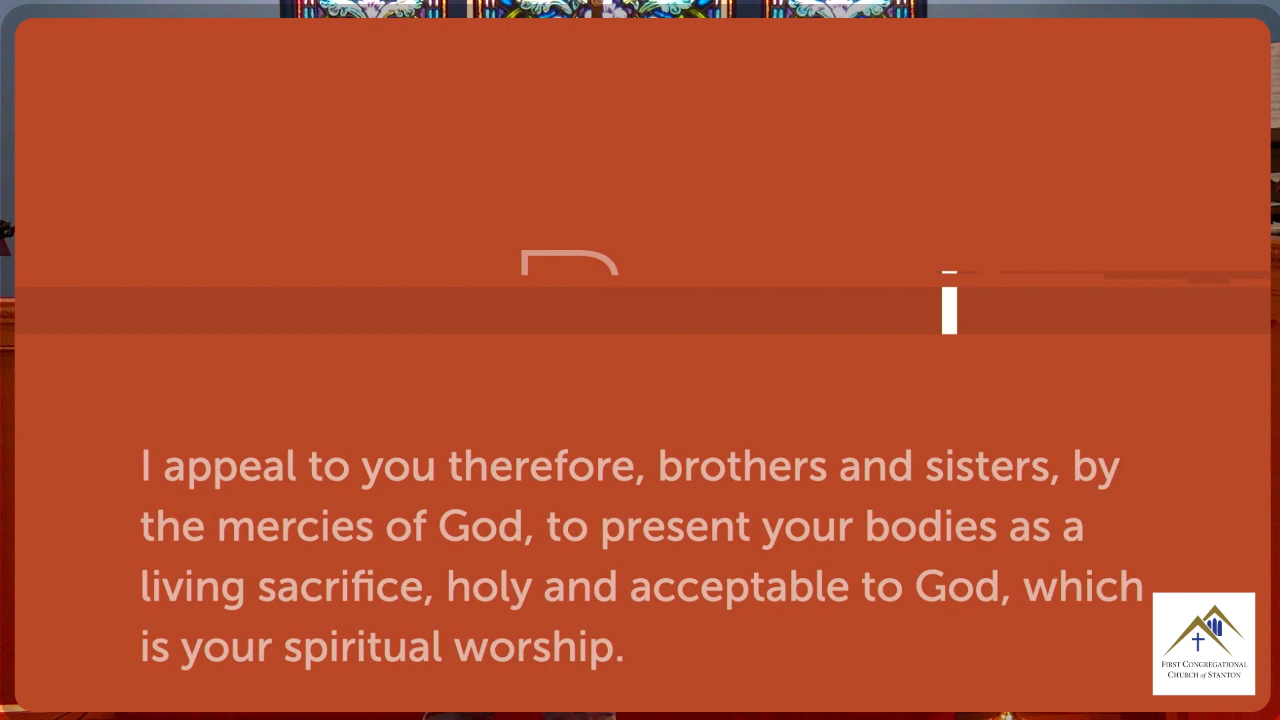 I appeal to you therefore, brothers and sisters, by
the mercies of God, to present your bodies as a
living sacrifice, holy and acceptable to God, which
is your spiritual worship.
First Congregational
Church of Stanton